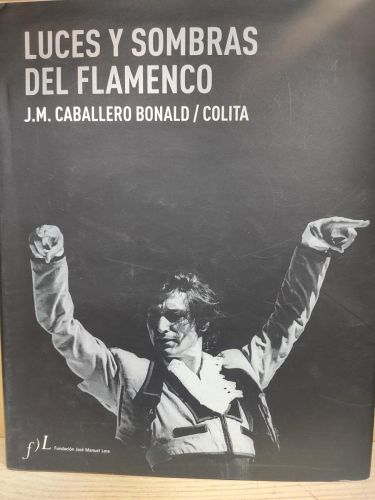 LUCES Y SOMBRAS
DEL FLAMENCO
J.M. CABALLERO BONALD / COLITA
f)L Fundación José Manuel Lara